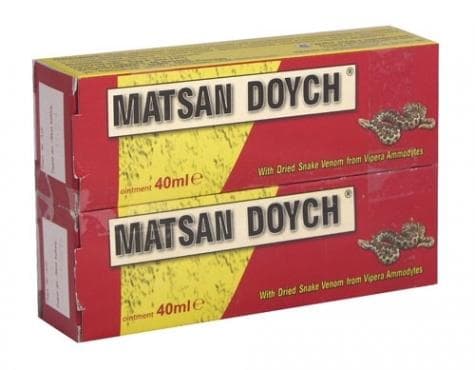 MATSAN DOYCH®
With Dried Snake Venom from Vipera Ammodytes
ointment 40ml℮
MATSAN DOYCH®
With Dried Snake Venom from Vipera Ammodytes
ointment 40ml℮